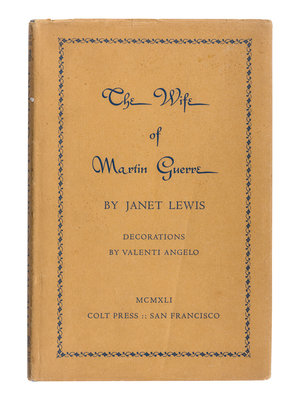 The Wife
of
Martin Guerre
BY JANET LEWIS
DECORATIONS
BY VALENTI ANGELO
MCMXLI
COLT PRESS :: SAN FRANCISCO